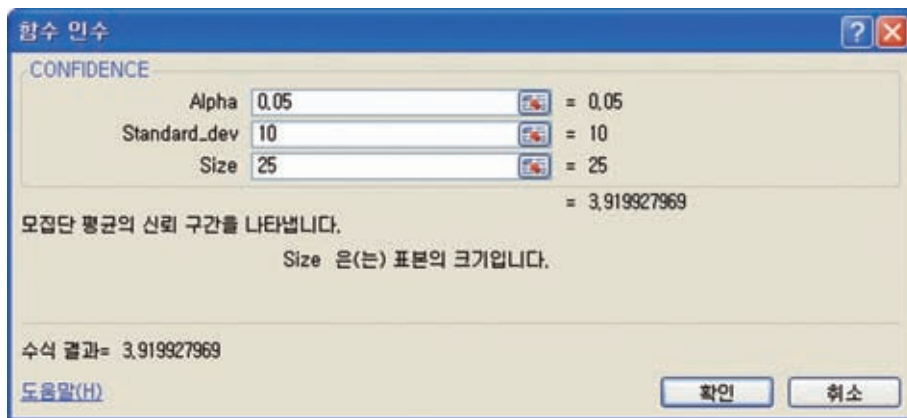 함수 인수
CONFIDENCE
Alpha 0.05 = 0.05
Standard_dev 10 = 10
Size 25 = 25
= 3.919927969
모집단 평균의 신뢰 구간을 나타냅니다.
Size 은(는) 표본의 크기입니다.
수식 결과= 3.919927969
도움말(H)
확인 취소